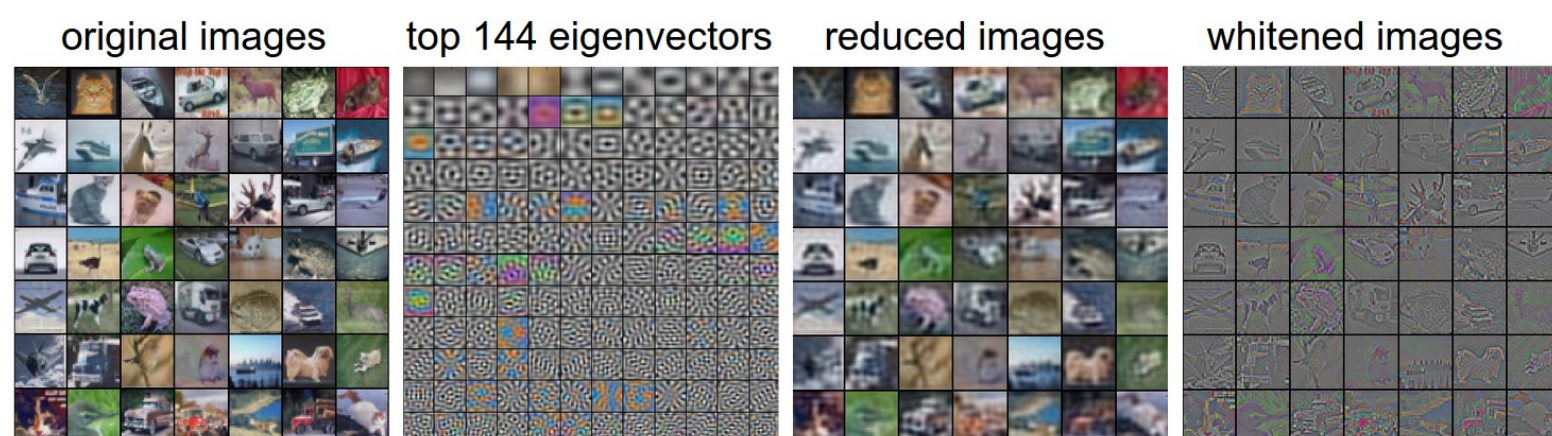 original images
top 144 eigenvectors
reduced images
whitened images